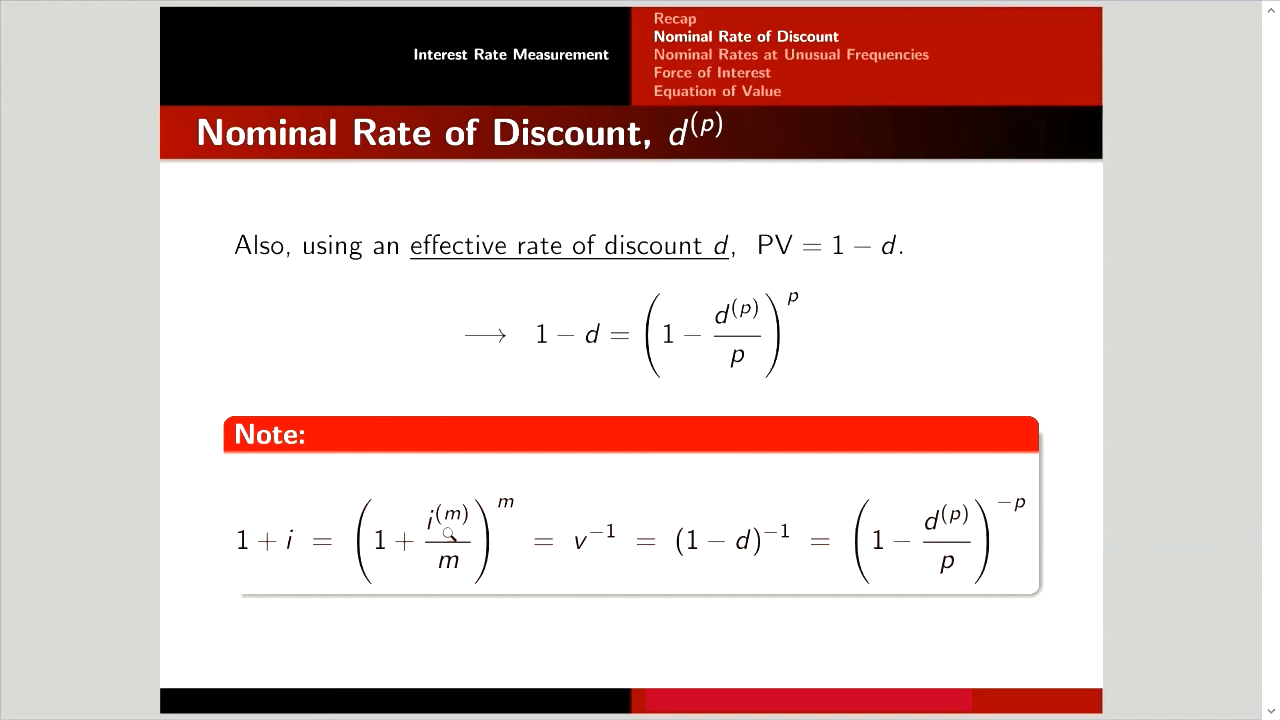 Interest Rate Measurement
Recap
Nominal Rate of Discount
Nominal Rates at Unusual Frequencies
Force of Interest
Equation of Value
Nominal Rate of Discount, d^(p)
Also, using an effective rate of discount d, PV = 1 − d.
⟶ 1 − d = (1 − d^(p)/p)^p
Note:
1 + i = (1 + i^(m)/m)^m = v^−1 = (1 − d)^−1 = (1 − d^(p)/p)^−p